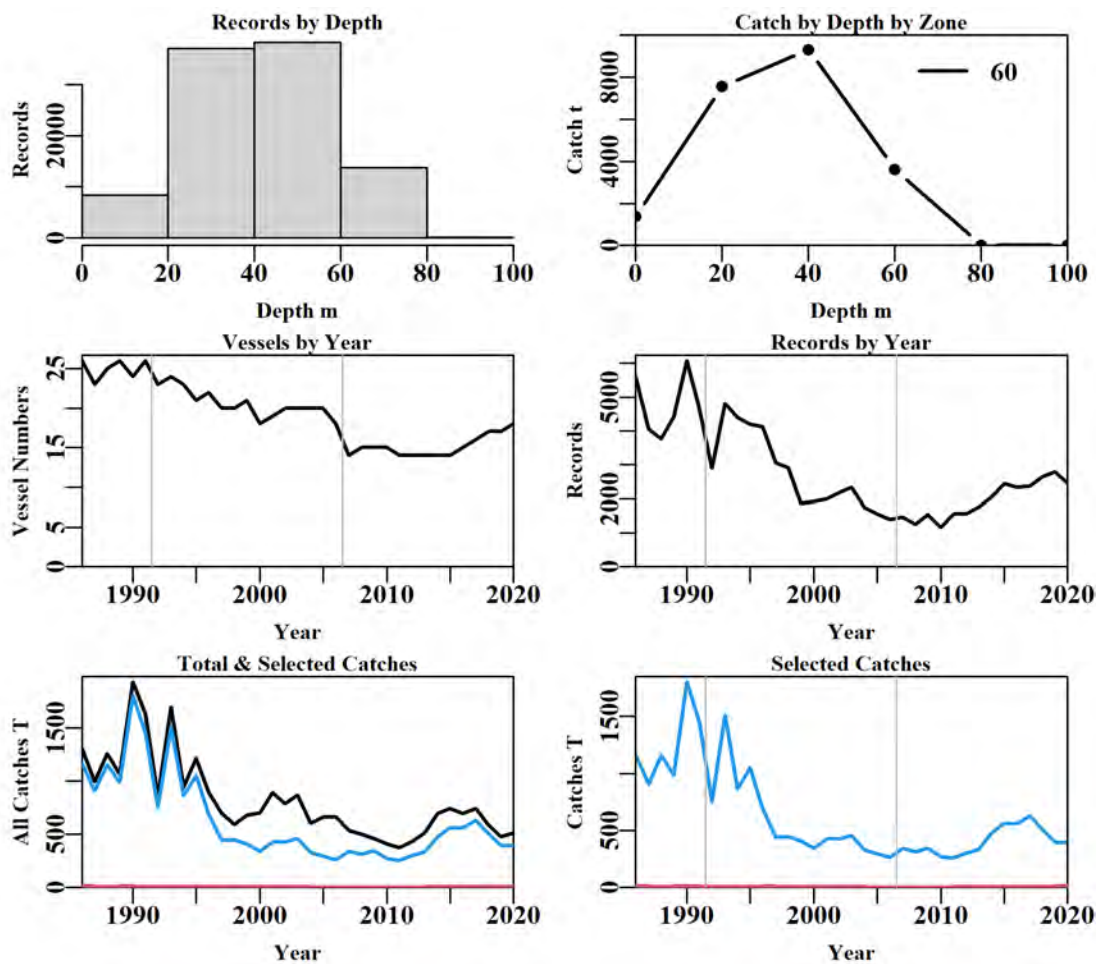 Records by Depth
Records
0
20000
0 20 40 60 80 100
Depth m
Catch by Depth by Zone
Catch t
0 4000 8000
60
0 20 40 60 80 100
Depth m
Vessels by Year
Vessel Numbers
0 5 15 25
1990 2000 2010 2020
Year
Records by Year
Records
0 2000 5000
1990 2000 2010 2020
Year
Total & Selected Catches
All Catches T
0 500 1500
1990 2000 2010 2020
Year
Selected Catches
Catches T
0 500 1500
1990 2000 2010 2020
Year